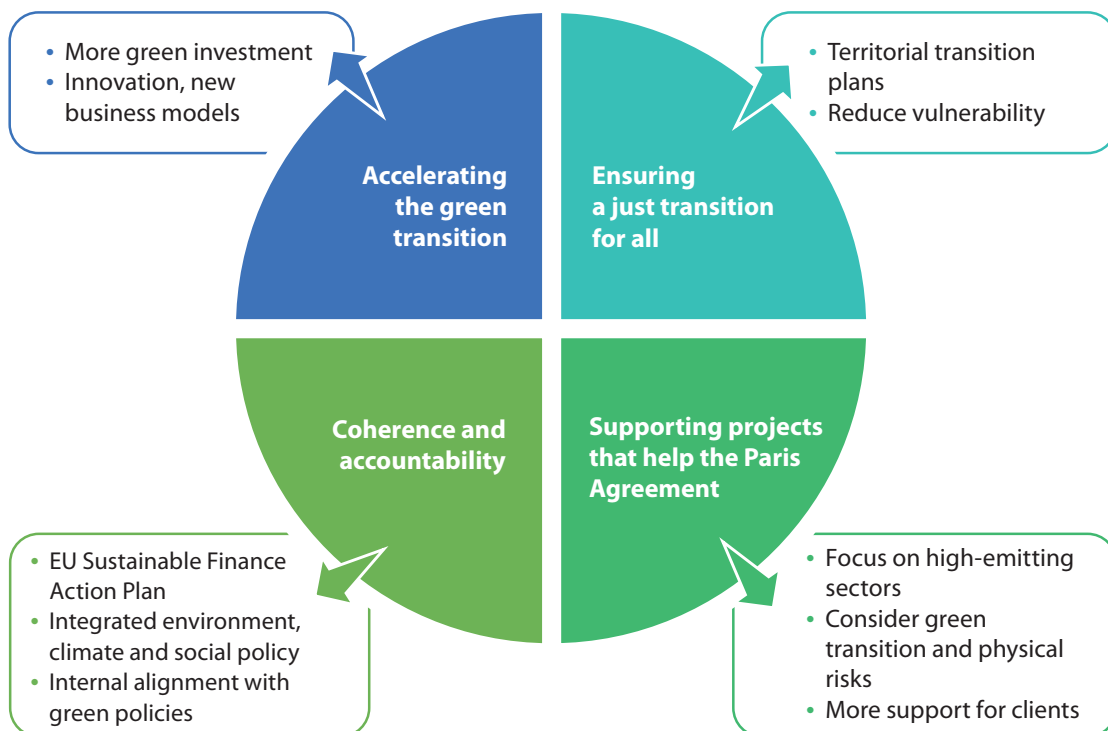 • More green investment
• Innovation, new
business models
Accelerating
the green
transition
• Territorial transition
plans
• Reduce vulnerability
Ensuring
a just transition
for all
Coherence and
accountability
• EU Sustainable Finance
Action Plan
• Integrated environment,
climate and social policy
• Internal alignment with
green policies
Supporting projects
that help the Paris
Agreement
• Focus on high-emitting
sectors
• Consider green
transition and physical
risks
• More support for clients